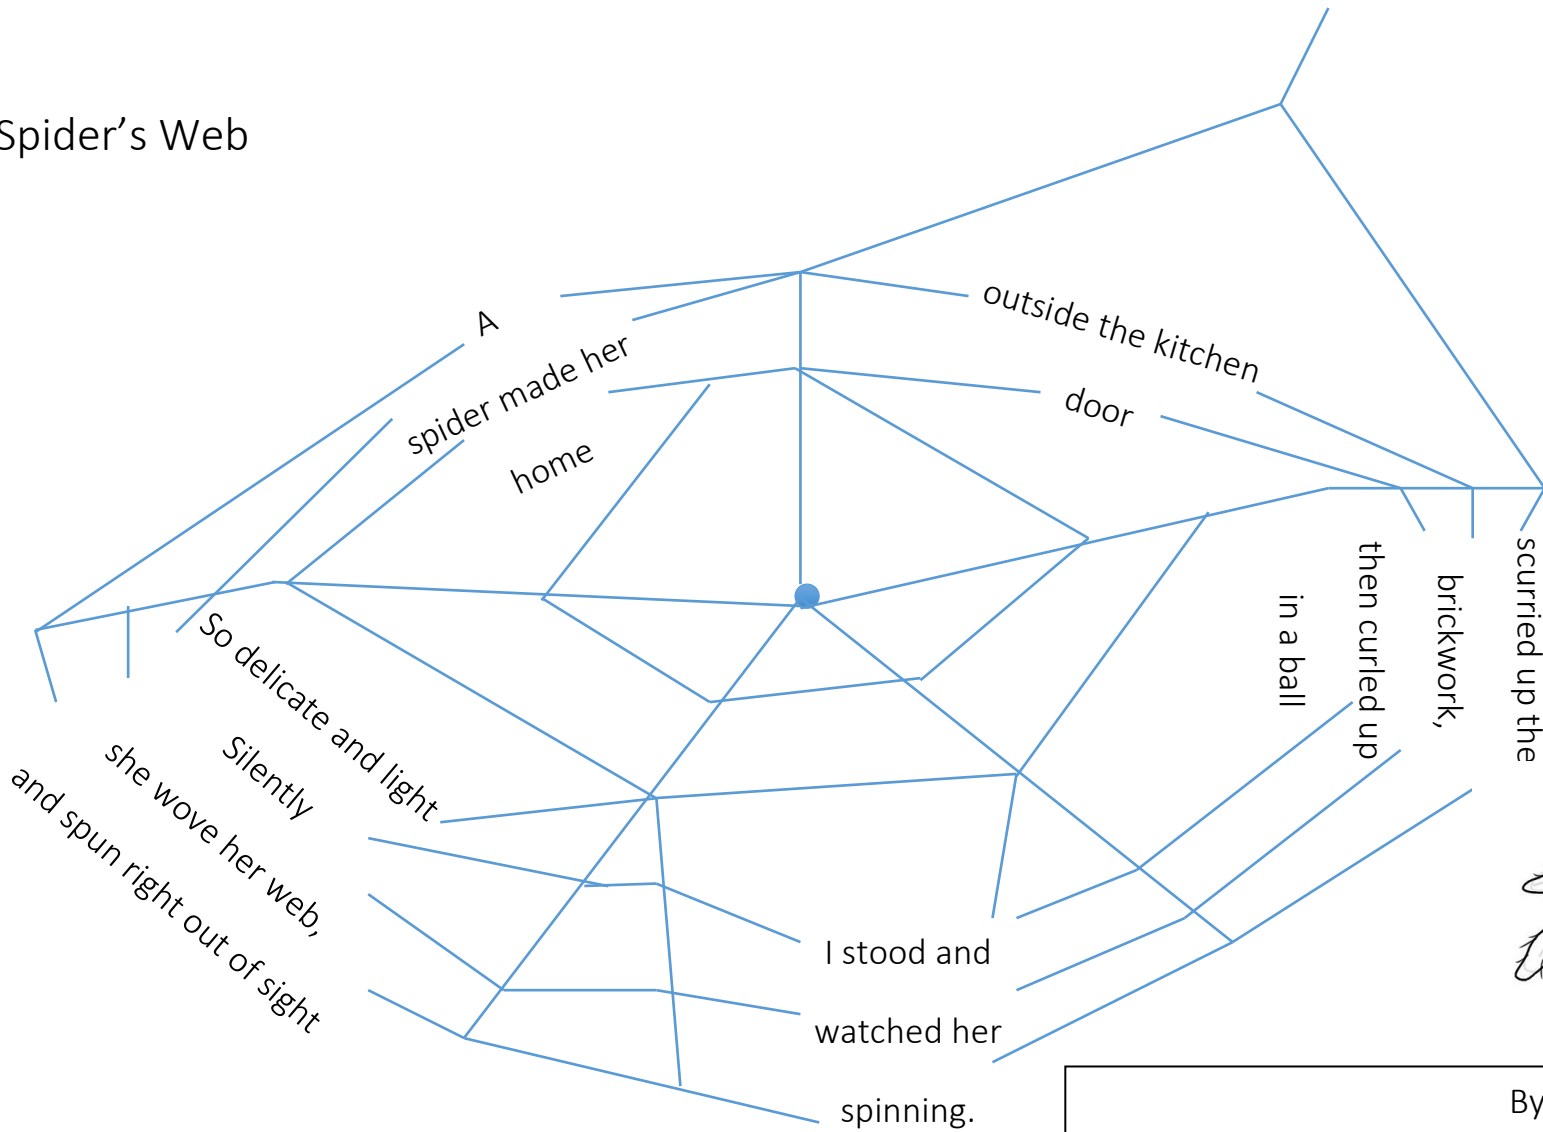 Spider’s Web
A
spider made her
home
outside the kitchen
door
scurried up the
brickwork,
then curled up
in a ball
So delicate and light
Silently
she wove her web,
and spun right out of sight
I stood and
watched her
spinning.
By